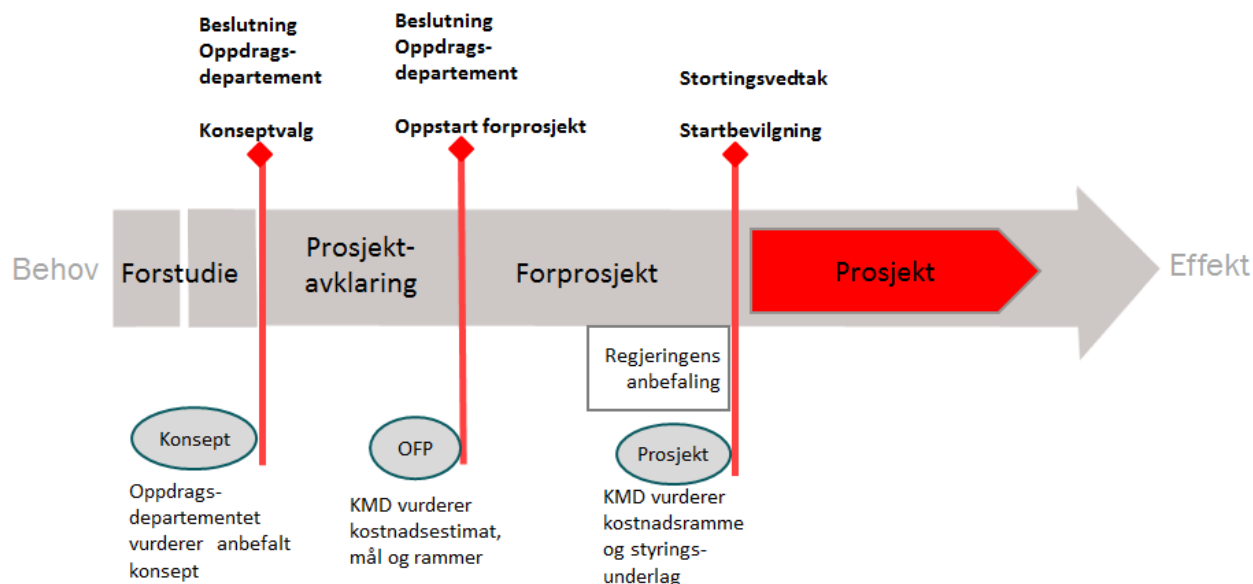 Beslutning
Oppdrags-
departement
Konseptvalg
Beslutning
Oppdrags-
departement
Oppstart forprosjekt
Stortingsvedtak
Startbevilgning
Behov
Forstudie
Prosjekt-
avklaring
Forprosjekt
Prosjekt
Effekt
Regjeringens
anbefaling
Konsept
Oppdrags-
departementet
vurderer anbefalt
konsept
OFP
KMD vurderer
kostnadsestimat,
mål og rammer
Prosjekt
KMD vurderer
kostnadsramme
og styrings-
underlag